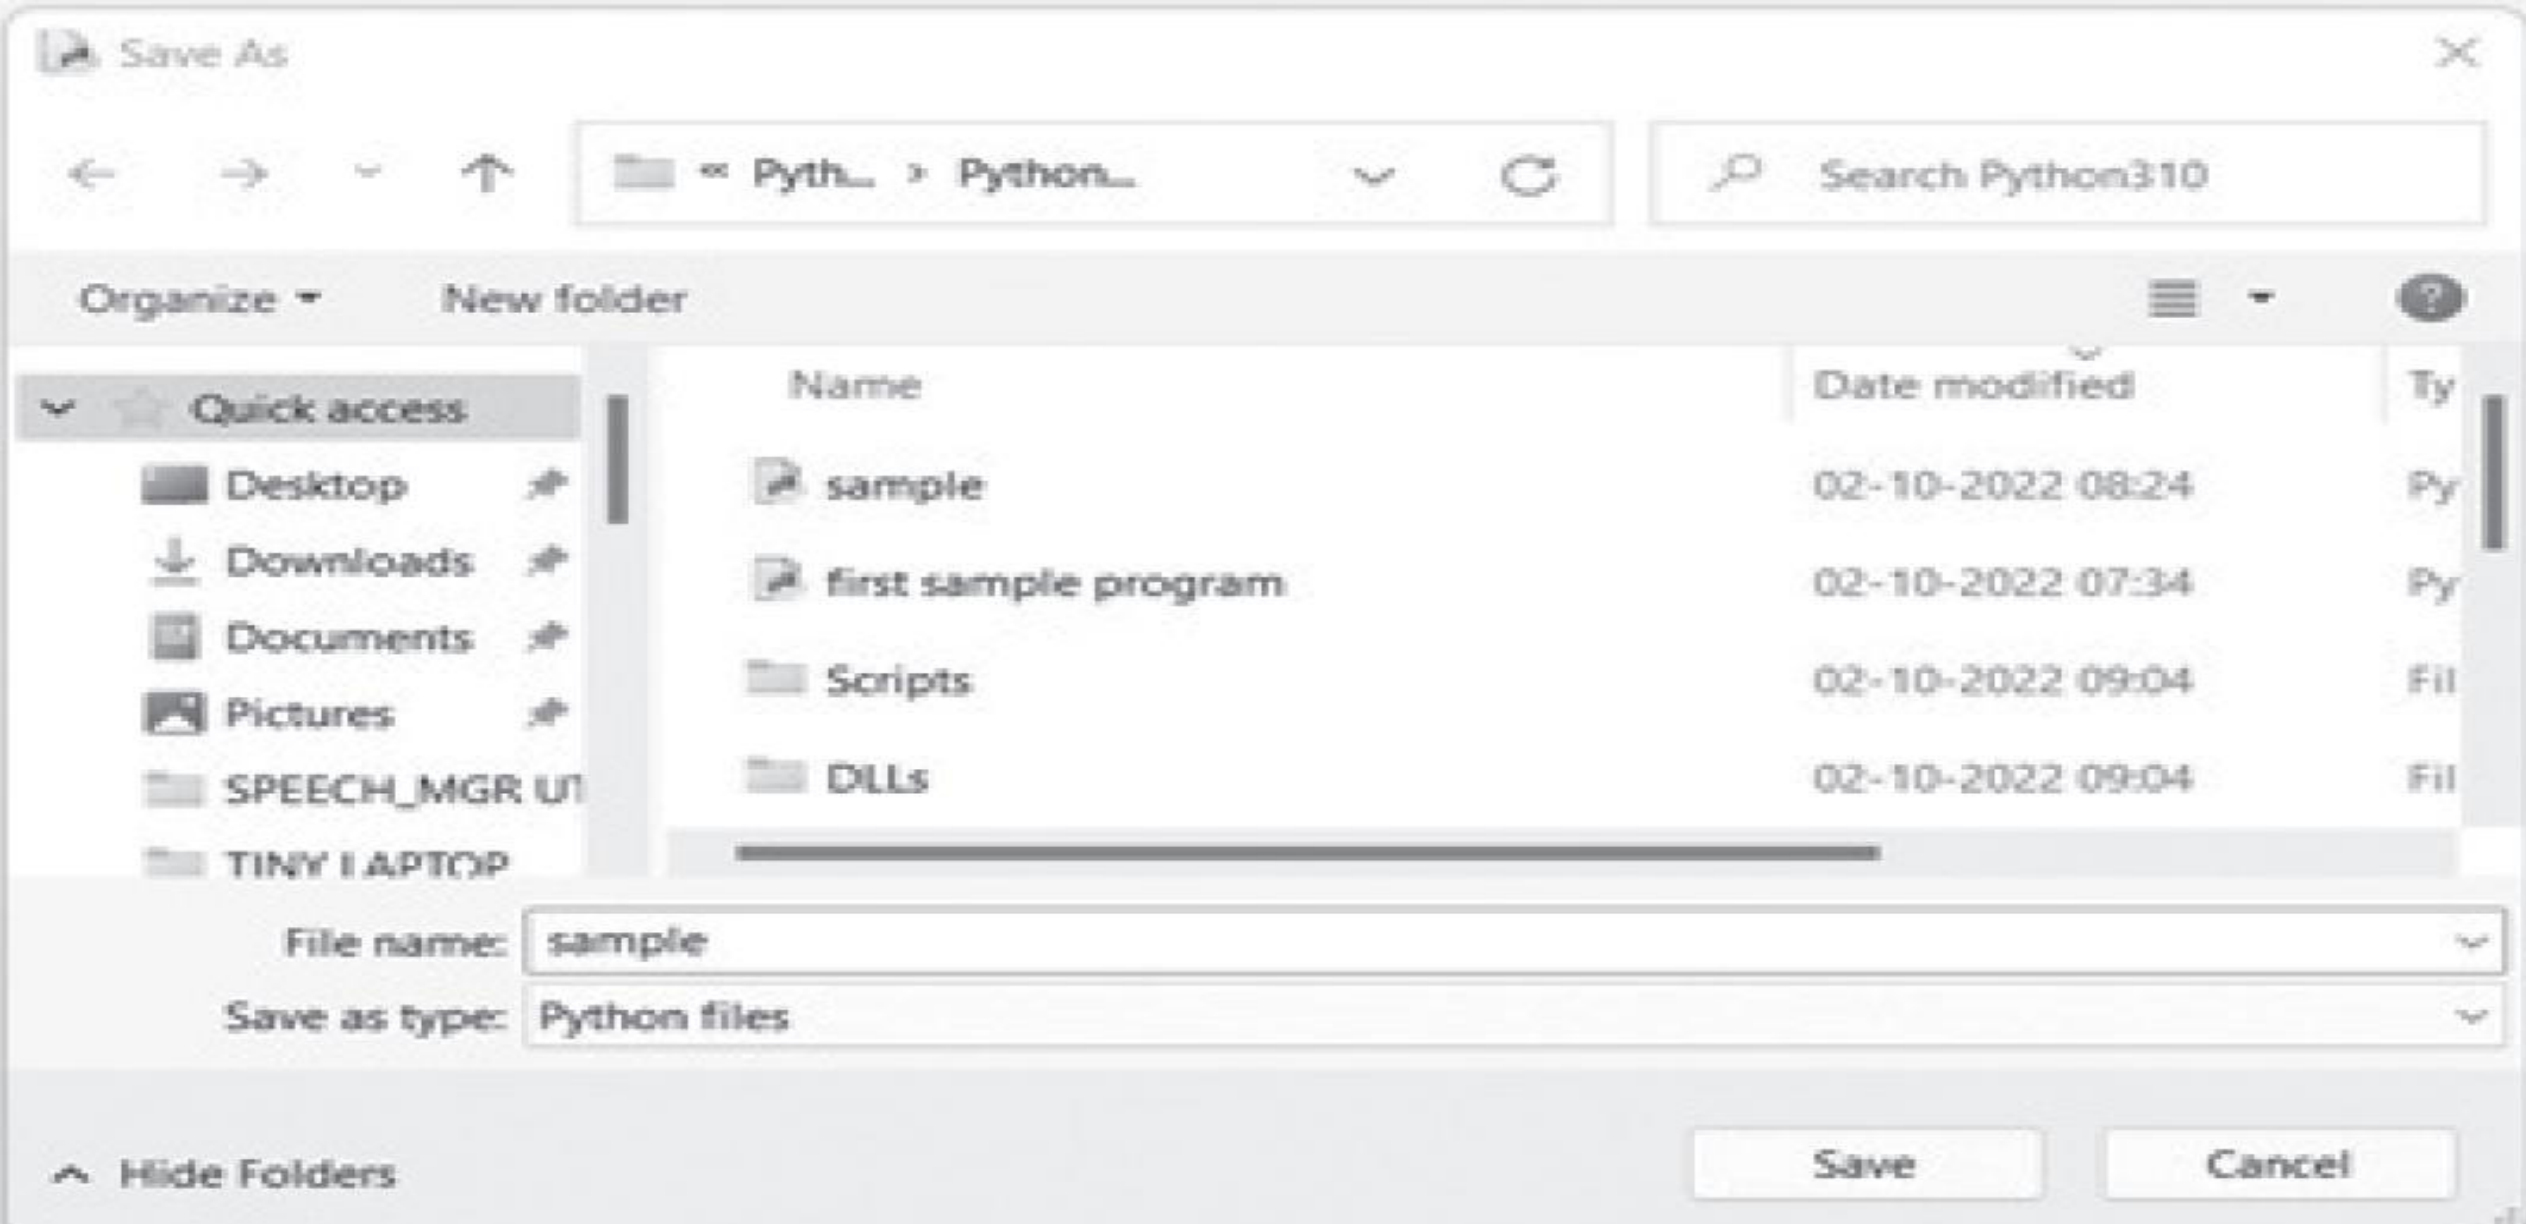 Save As
« Pyth... > Python... Search Python310
Organize New folder
Name Date modified Ty
Quick access
sample 02-10-2022 08:24 Py
Desktop
Downloads
first sample program 02-10-2022 07:34 Py
Documents
Scripts 02-10-2022 09:04 Fil
Pictures
DLLs 02-10-2022 09:04 Fil
SPEECH_MGR UT
TINY LAPTOP
File name: sample
Save as type: Python files
Hide Folders Save Cancel